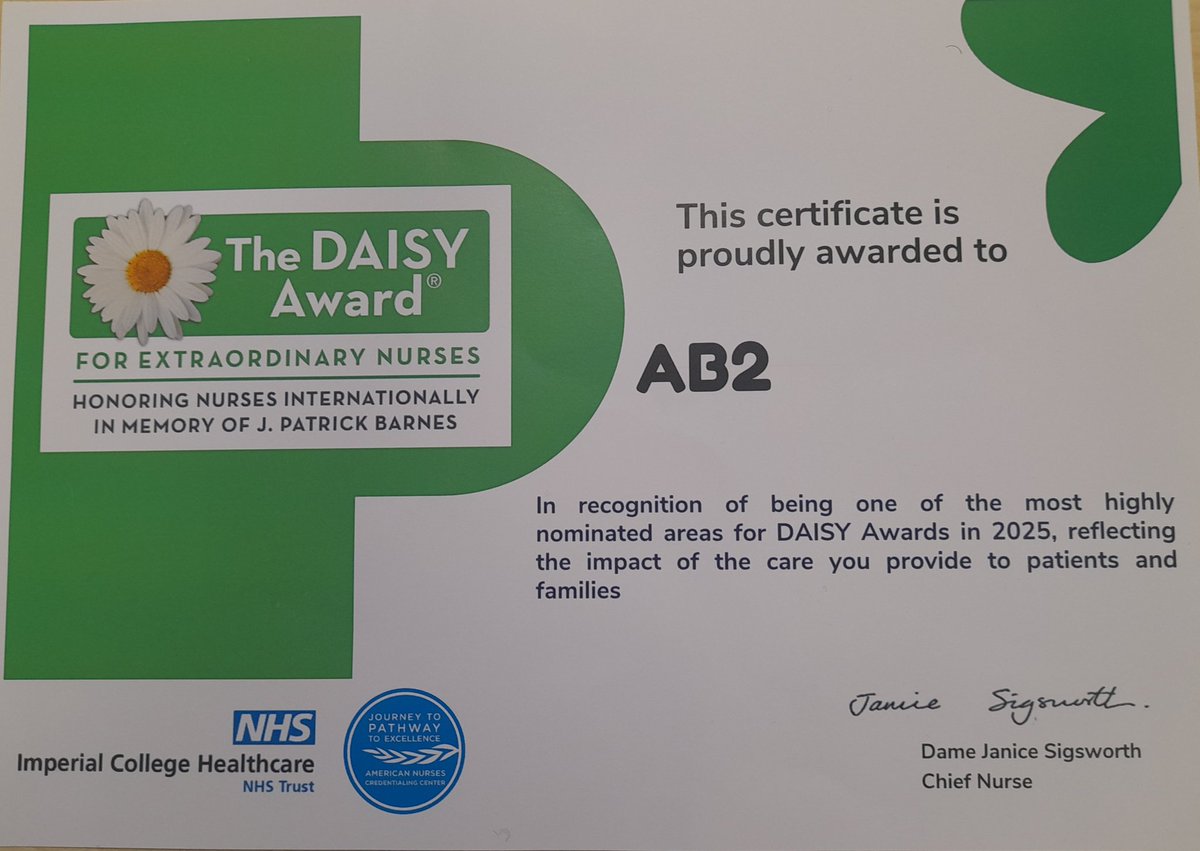 The DAISY
Award®
FOR EXTRAORDINARY NURSES
HONORING NURSES INTERNATIONALLY
IN MEMORY OF J. PATRICK BARNES
This certificate is
proudly awarded to
AB2
In recognition of being one of the most highly
nominated areas for DAISY Awards in 2025, reflecting
the impact of the care you provide to patients and
families
NHS
Imperial College Healthcare
NHS Trust
JOURNEY TO
PATHWAY
TO EXCELLENCE
AMERICAN NURSES
CREDENTIALING CENTER
Janice Sigsworth.
Dame Janice Sigsworth
Chief Nurse